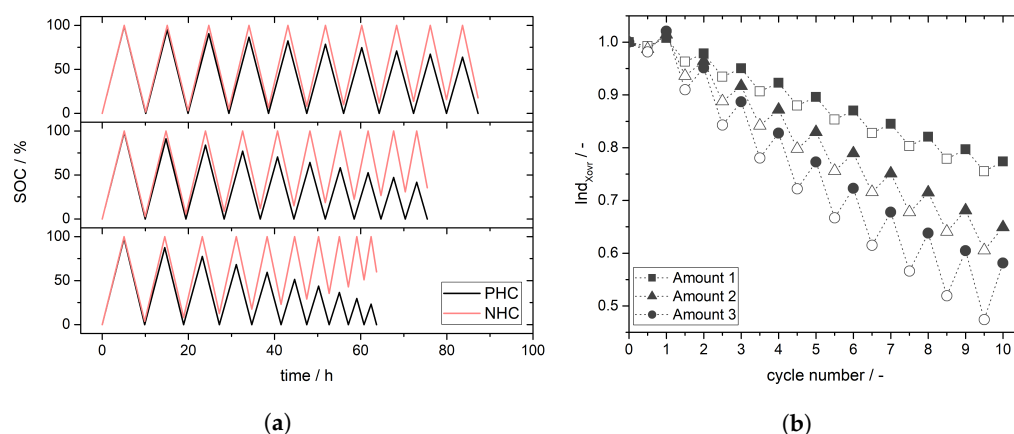 SOC / %
100
50
0
100
50
0
100
50
0
PHC
NHC
0 20 40 60 80 100
time / h
(a)
Ind_Xovr / -
1.0
0.9
0.8
0.7
0.6
0.5
Amount 1
Amount 2
Amount 3
0 1 2 3 4 5 6 7 8 9 10
cycle number / -
(b)